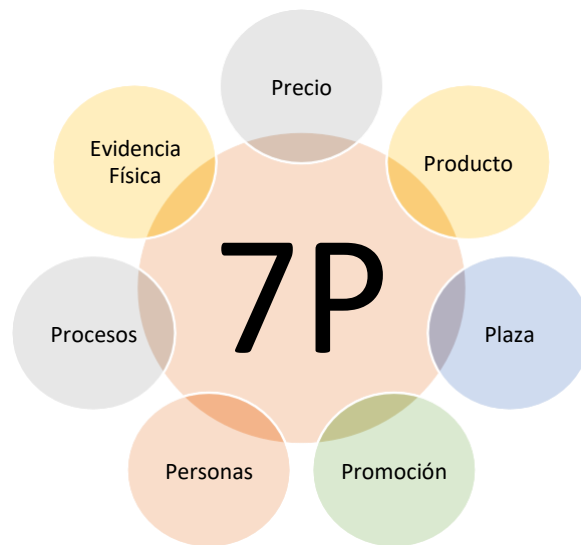 Precio
Producto
Plaza
Promoción
Personas
Procesos
Evidencia
Física
7P